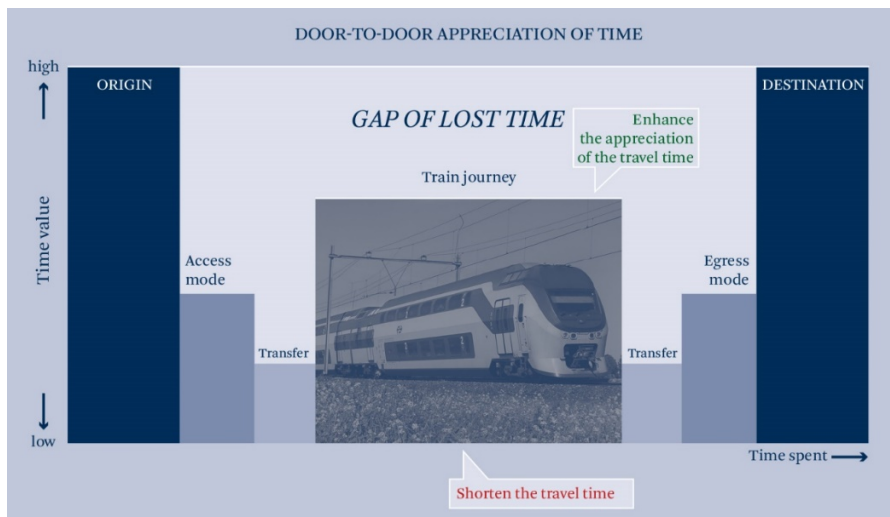 DOOR-TO-DOOR APPRECIATION OF TIME
high
ORIGIN
DESTINATION
GAP OF LOST TIME
Enhance
the appreciation
of the travel time
Train journey
Time value
Access
mode
Egress
mode
Transfer
Transfer
low
Time spent
Shorten the travel time